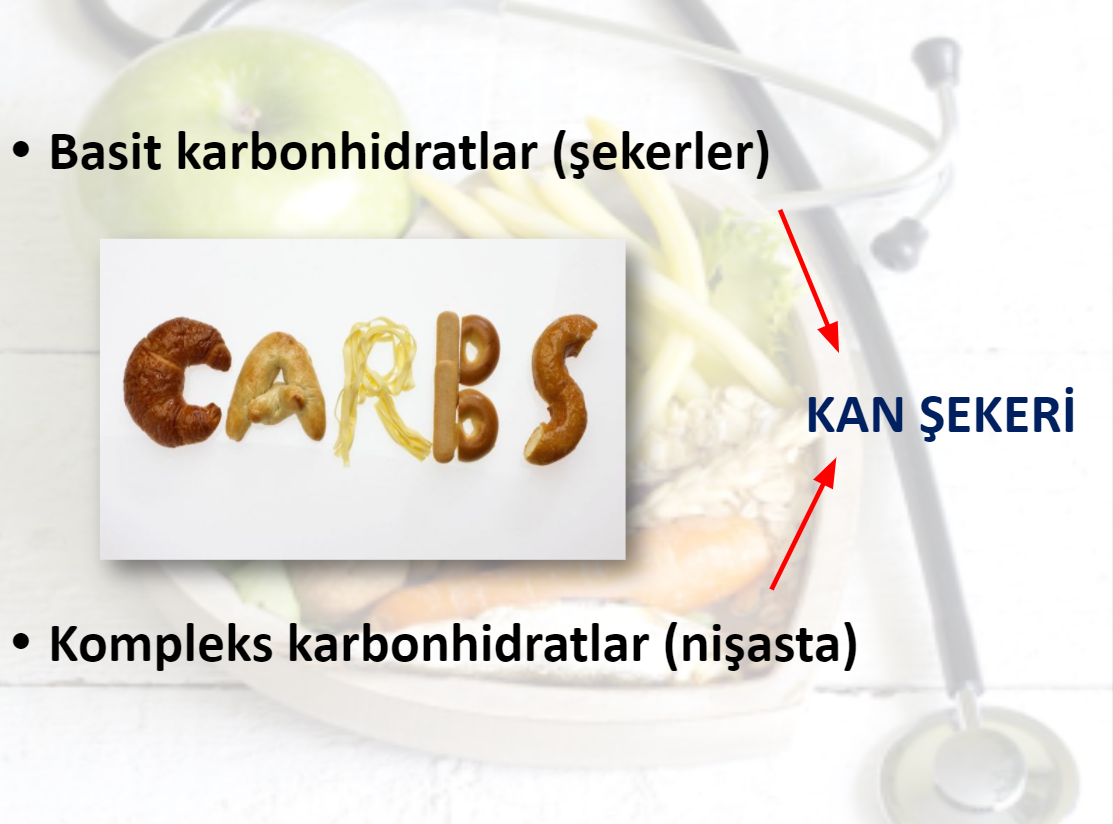 • Basit karbonhidratlar (şekerler)
CARBS
KAN ŞEKERİ
• Kompleks karbonhidratlar (nişasta)